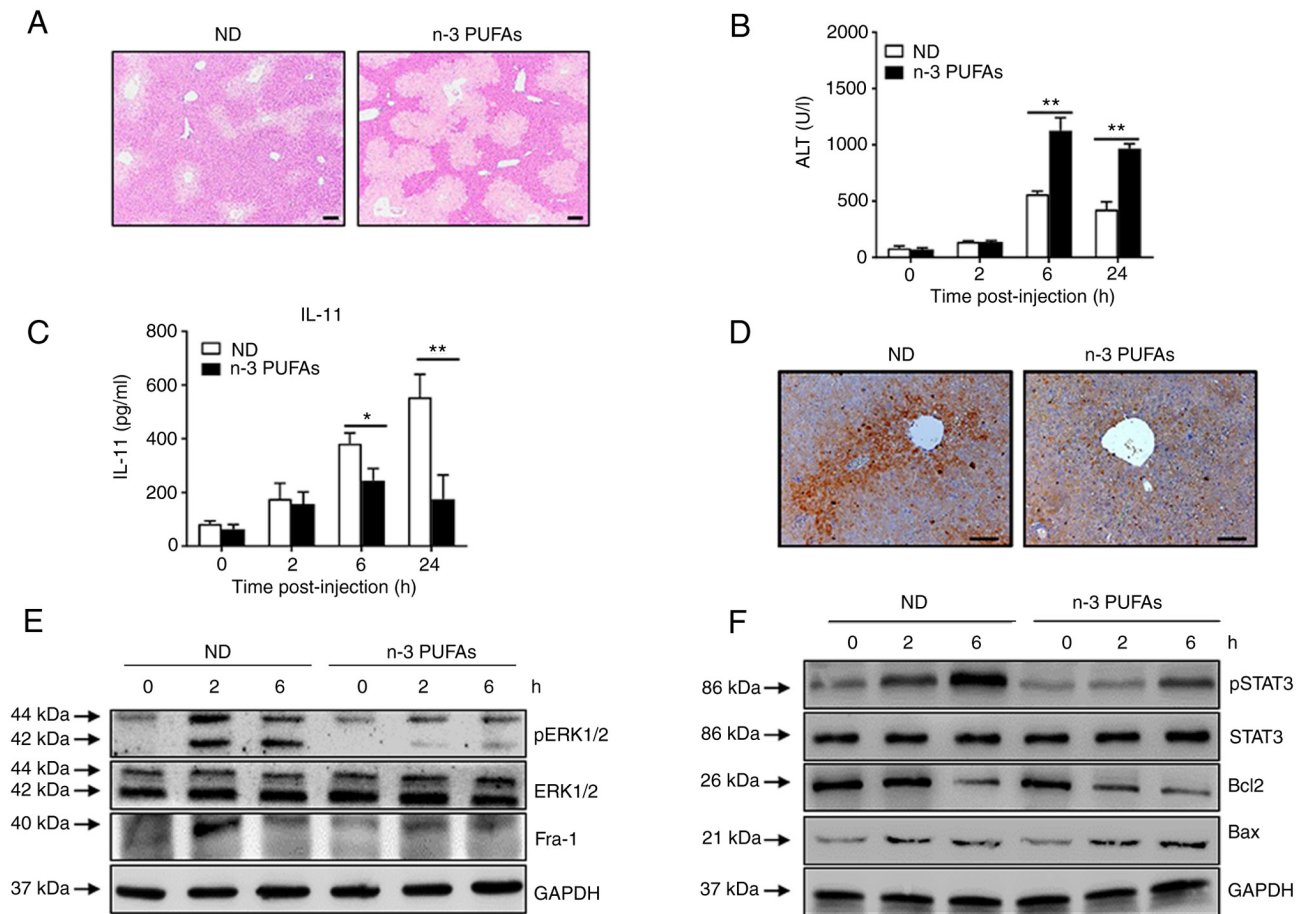 A
ND
n-3 PUFAs
B
2000
1500
1000
500
0
ALT (U/l)
ND
n-3 PUFAs
**
**
0 2 6 24
Time post-injection (h)
C
IL-11
800
600
400
200
0
IL-11 (pg/ml)
ND
n-3 PUFAs
*
**
0 2 6 24
Time post-injection (h)
D
ND
n-3 PUFAs
E
ND n-3 PUFAs
0 2 6 0 2 6 h
44 kDa
42 kDa
pERK1/2
44 kDa
42 kDa
ERK1/2
40 kDa
Fra-1
37 kDa
GAPDH
F
ND n-3 PUFAs
0 2 6 0 2 6 h
86 kDa
pSTAT3
86 kDa
STAT3
26 kDa
Bcl2
21 kDa
Bax
37 kDa
GAPDH